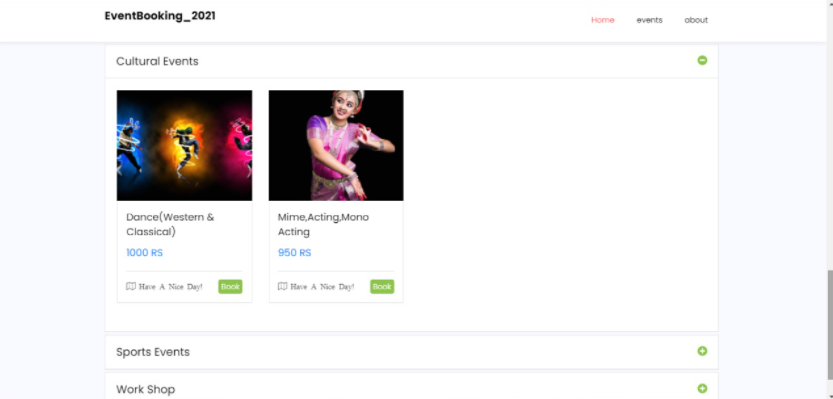 EventBooking_2021
Home events about
Cultural Events
Dance(Western &
Classical)
1000 RS
Have A Nice Day!
Book
Mime,Acting,Mono
Acting
950 RS
Have A Nice Day!
Book
Sports Events
Work Shop